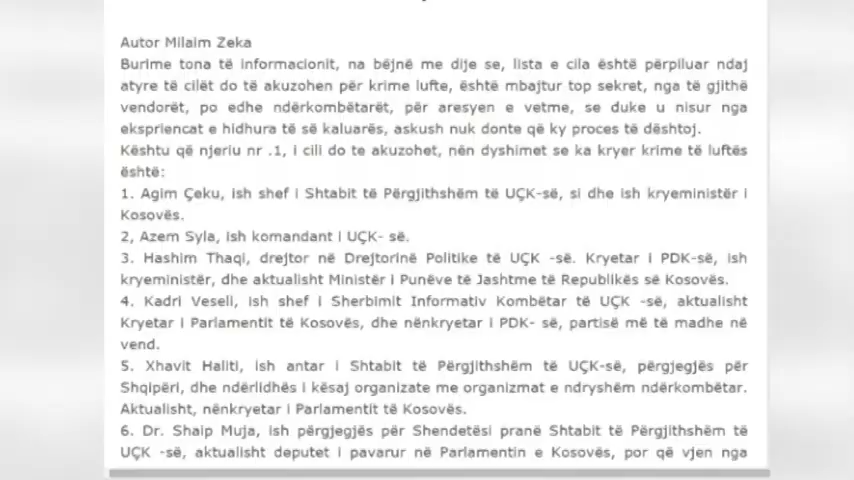 Autor Milaim Zeka
Burime tona të informacionit, na bëjnë me dije se, lista e cila është përpiluar ndaj
atyre të cilët do të akuzohen për krime lufte, është mbajtur top sekret, nga të gjithë
vendorët, po edhe ndërkombëtarët, për aresyen e vetme, se duke u nisur nga
ekspriencat e hidhura të së kaluarës, askush nuk donte që ky proces të dështoj.
Kështu që njeriu nr .1, i cili do te akuzohet, nën dyshimet se ka kryer krime të luftës
është:
1. Agim Çeku, ish shef i Shtabit të Përgjithshëm të UÇK-së, si dhe ish kryeministër i
Kosovës.
2, Azem Syla, ish komandant i UÇK- së.
3. Hashim Thaqi, drejtor në Drejtorinë Politike të UÇK -së. Kryetar i PDK-së, ish
kryeministër, dhe aktualisht Ministër i Punëve të Jashtme të Republikës së Kosovës.
4. Kadri Veseli, ish shef i Sherbimit Informativ Kombëtar të UÇK -së, aktualisht
Kryetar i Parlamentit të Kosovës, dhe nënkryetar i PDK- së, partisë më të madhe në
vend.
5. Xhavit Haliti, ish antar i Shtabit të Përgjithshëm të UÇK-së, përgjegjës për
Shqipëri, dhe ndërlidhës i kësaj organizate me organizmat e ndryshëm ndërkombëtar.
Aktualisht, nënkryetar i Parlamentit të Kosovës.
6. Dr. Shaip Muja, ish përgjegjës për Shendetësi pranë Shtabit të Përgjithshëm të
UÇK -së, aktualisht deputet i pavarur në Parlamentin e Kosovës, por që vjen nga